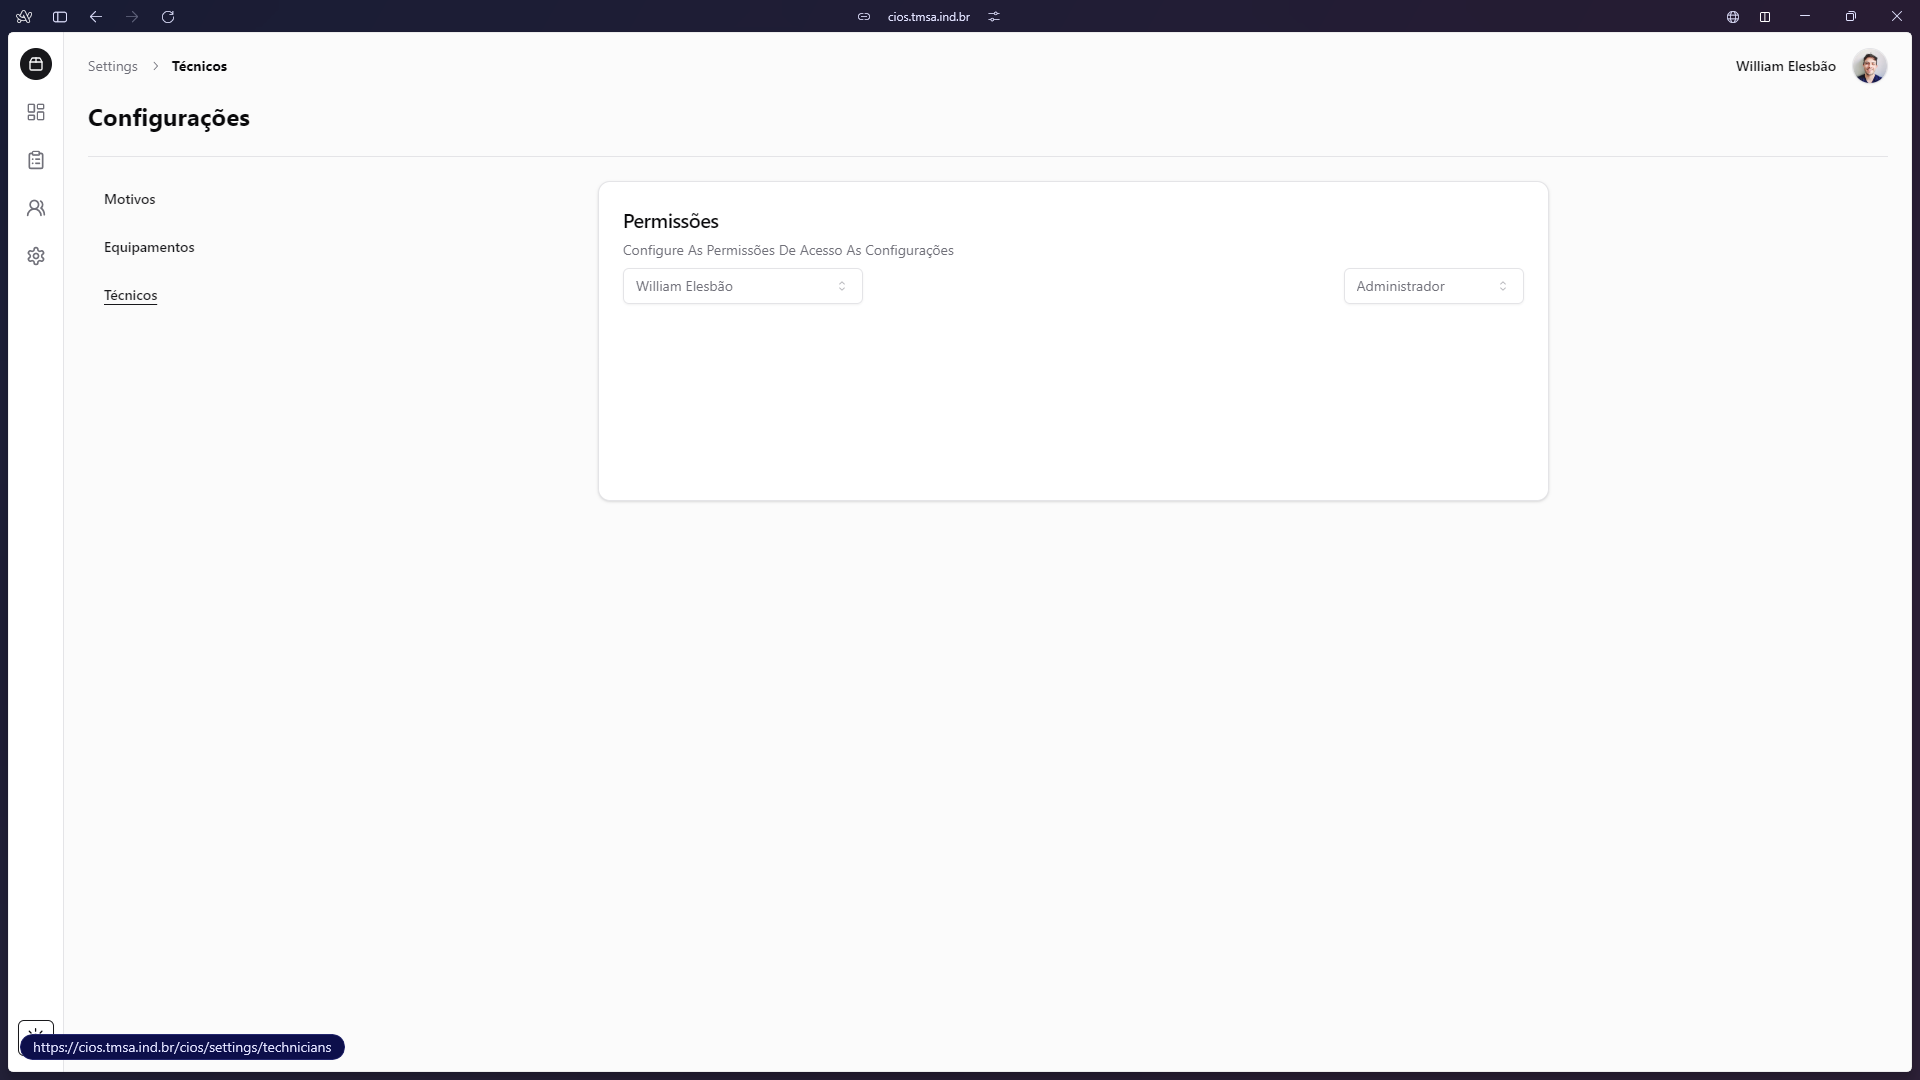 cios.tmsa.ind.br
Settings
Técnicos
William Elesbão
Configurações
Motivos
Equipamentos
Técnicos
Permissões
Configure As Permissões De Acesso As Configurações
William Elesbão
Administrador
https://cios.tmsa.ind.br/cios/settings/technicians